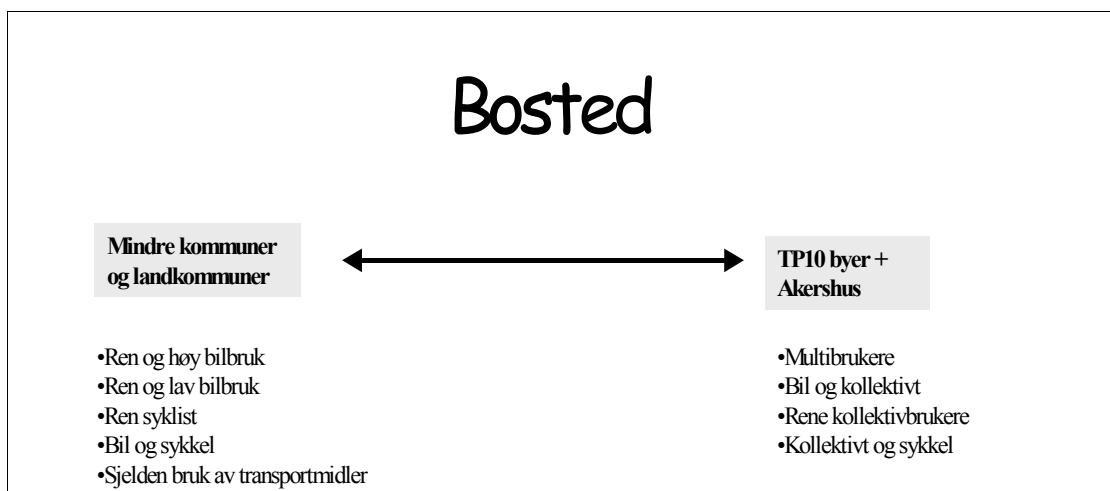 Bosted
Mindre kommuner
og landkommuner
TP10 byer +
Akershus
•Ren og høy bilbruk
•Ren og lav bilbruk
•Ren syklist
•Bil og sykkel
•Sjelden bruk av transportmidler
•Multibrukere
•Bil og kollektivt
•Rene kollektivbrukere
•Kollektivt og sykkel